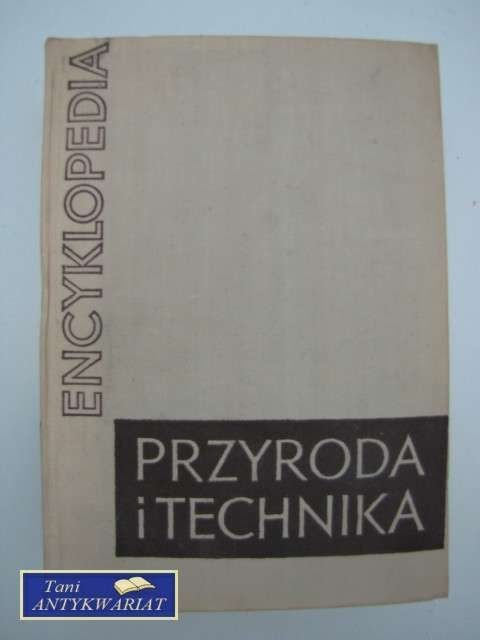 ENCYKLOPEDIA
PRZYRODA
i TECHNIKA
Tani
ANTYKWARIAT